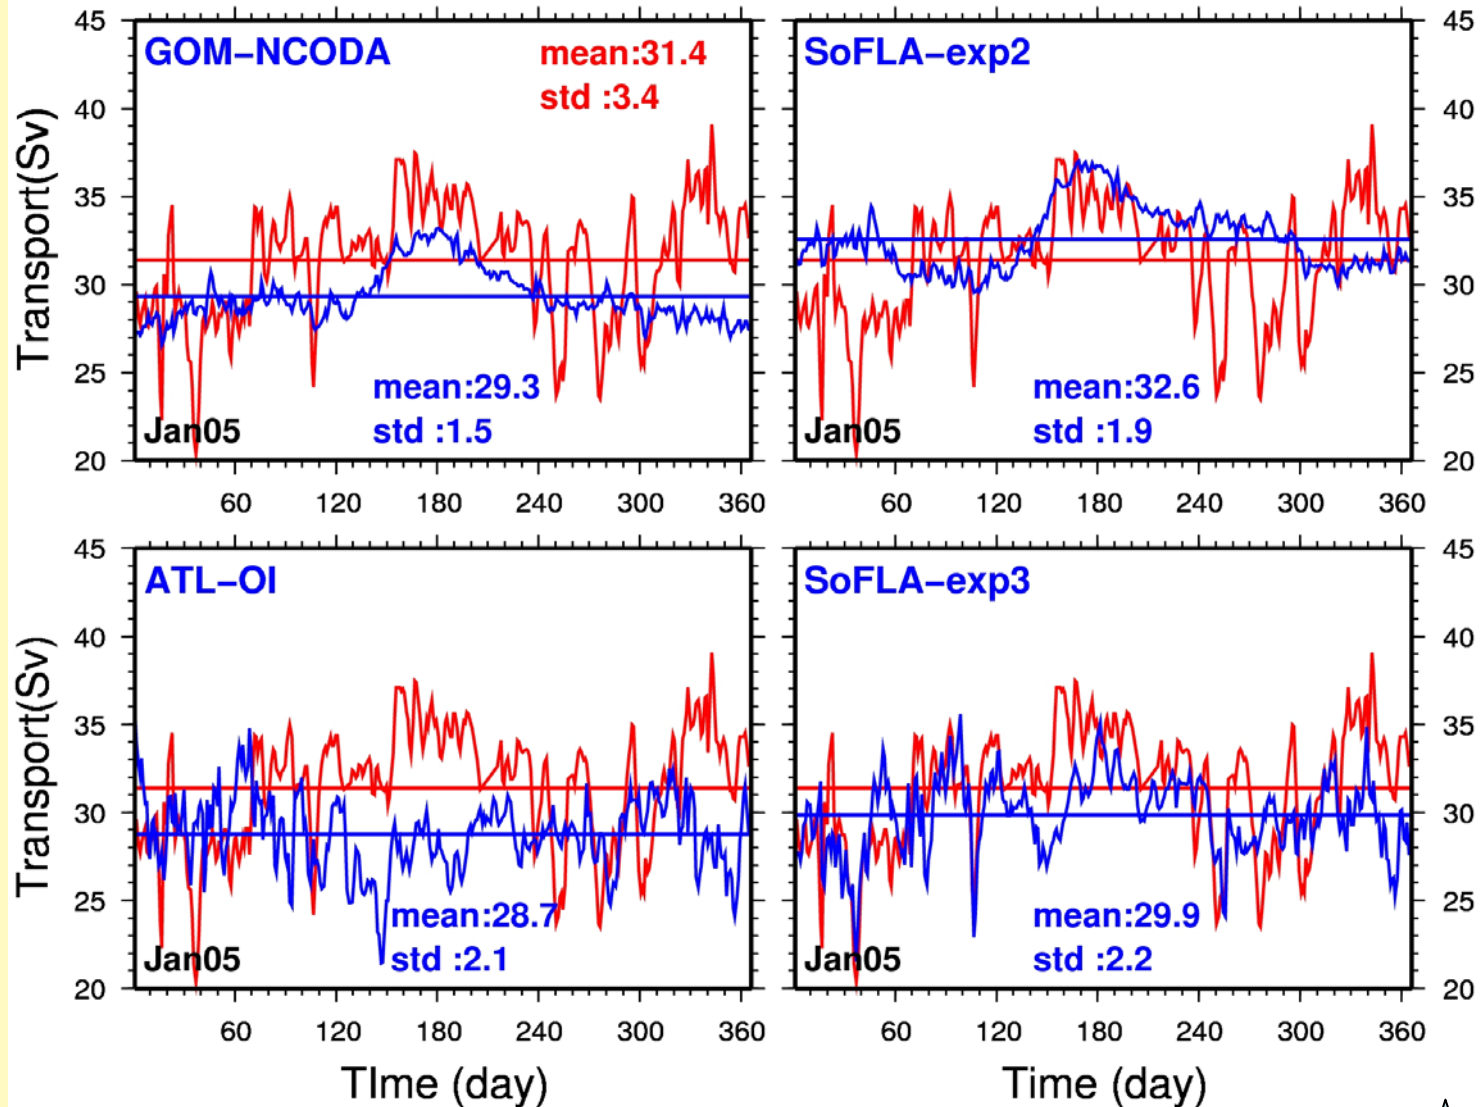 GOM−NCODA
mean:31.4
std :3.4
mean:29.3
std :1.5
Jan05
Transport(Sv)
45
40
35
30
25
20
60 120 180 240 300 360
SoFLA−exp2
mean:32.6
std :1.9
Jan05
45
40
35
30
25
20
60 120 180 240 300 360
ATL−OI
mean:28.7
std :2.1
Jan05
Transport(Sv)
45
40
35
30
25
20
60 120 180 240 300 360
TIme (day)
SoFLA−exp3
mean:29.9
std :2.2
Jan05
45
40
35
30
25
20
60 120 180 240 300 360
Time (day)